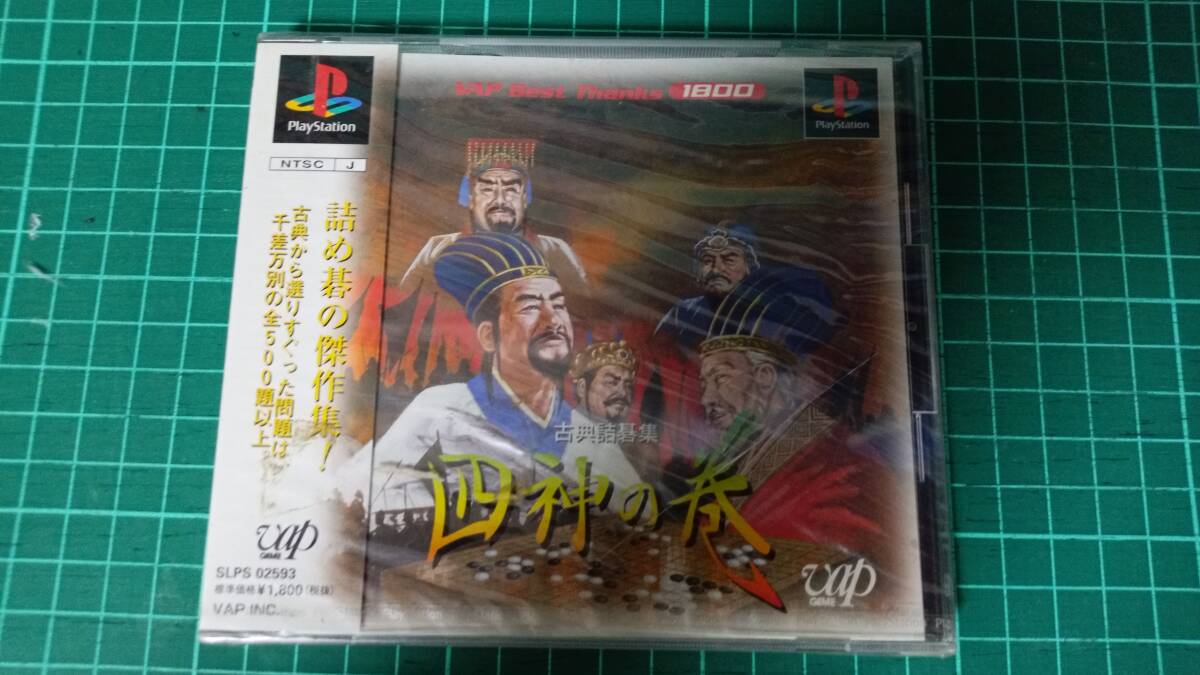 PlayStation
NTSC J
詰め碁の傑作集!
古典から選りすぐった問題は、
千差万別の全500題以上
vap
GAME
SLPS 02593
標準価格¥1,800(税抜)
VAP INC.
VAP Best Thanks 1800
PlayStation
古典詰碁集
四神の巻
vap
GAME